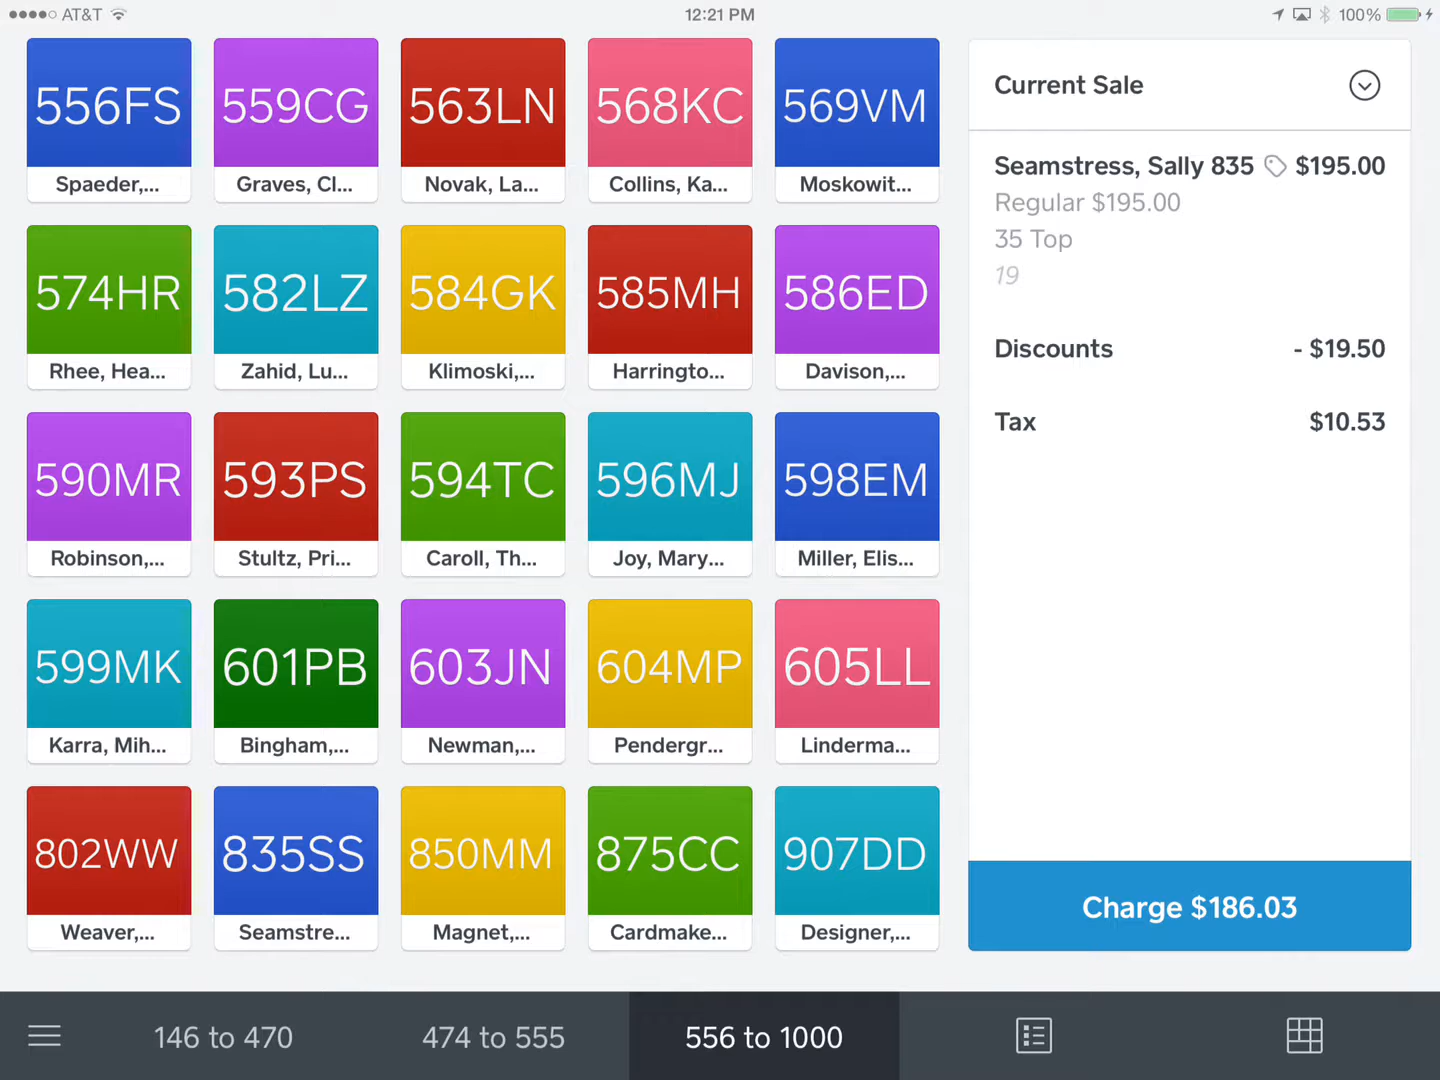 AT&T
12:21 PM
100%
556FS 559CG 563LN 568KC 569VM
Spaeder,... Graves, Cl... Novak, La... Collins, Ka... Moskowit...
574HR 582LZ 584GK 585MH 586ED
Rhee, Hea... Zahid, Lu... Klimoski,... Harringto... Davison,...
590MR 593PS 594TC 596MJ 598EM
Robinson,... Stultz, Pri... Caroll, Th... Joy, Mary... Miller, Elis...
599MK 601PB 603JN 604MP 605LL
Karra, Mih... Bingham,... Newman,... Pendergr... Linderma...
802WW 835SS 850MM 875CC 907DD
Weaver,... Seamstre... Magnet,... Cardmake... Designer,...
Current Sale
Seamstress, Sally 835 $195.00
Regular $195.00
35 Top
19
Discounts - $19.50
Tax $10.53
Charge $186.03
146 to 470 474 to 555 556 to 1000